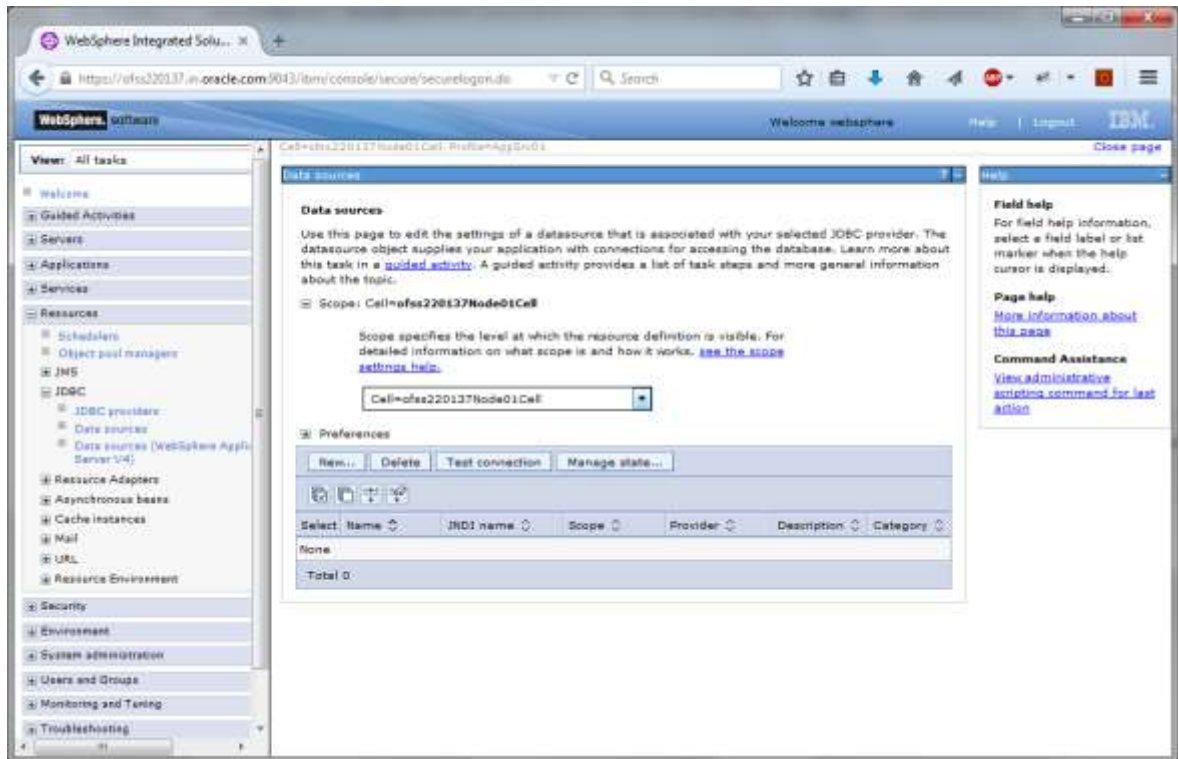 WebSphere Integrated Solu...
https://ofss220137.in.oracle.com:9043/ibm/console/secure/securelogon.do
Search
WebSphere. software
Welcome websphere
Help | Logout
IBM.
View: All tasks
Cell=ofss220137Node01Cell, Profile=AppSrv01
Close page
Welcome
Guided Activities
Servers
Applications
Services
Resources
Schedulers
Object pool managers
JMS
JDBC
JDBC providers
Data sources
Data sources (WebSphere Appli
Server V4)
Resource Adapters
Asynchronous beans
Cache instances
Mail
URL
Resource Environment
Security
Environment
System administration
Users and Groups
Monitoring and Tuning
Troubleshooting
Data sources
Data sources
Use this page to edit the settings of a datasource that is associated with your selected JDBC provider. The
datasource object supplies your application with connections for accessing the database. Learn more about
this task in a guided activity. A guided activity provides a list of task steps and more general information
about the topic.
Scope: Cell=ofss220137Node01Cell
Scope specifies the level at which the resource definition is visible. For
detailed information on what scope is and how it works, see the scope
settings help.
Cell=ofss220137Node01Cell
Preferences
New... Delete Test connection Manage state...
Select Name JNDI name Scope Provider Description Category
None
Total 0
Help
Field help
For field help information,
select a field label or list
marker when the help
cursor is displayed.
Page help
More information about
this page
Command Assistance
View administrative
scripting command for last
action